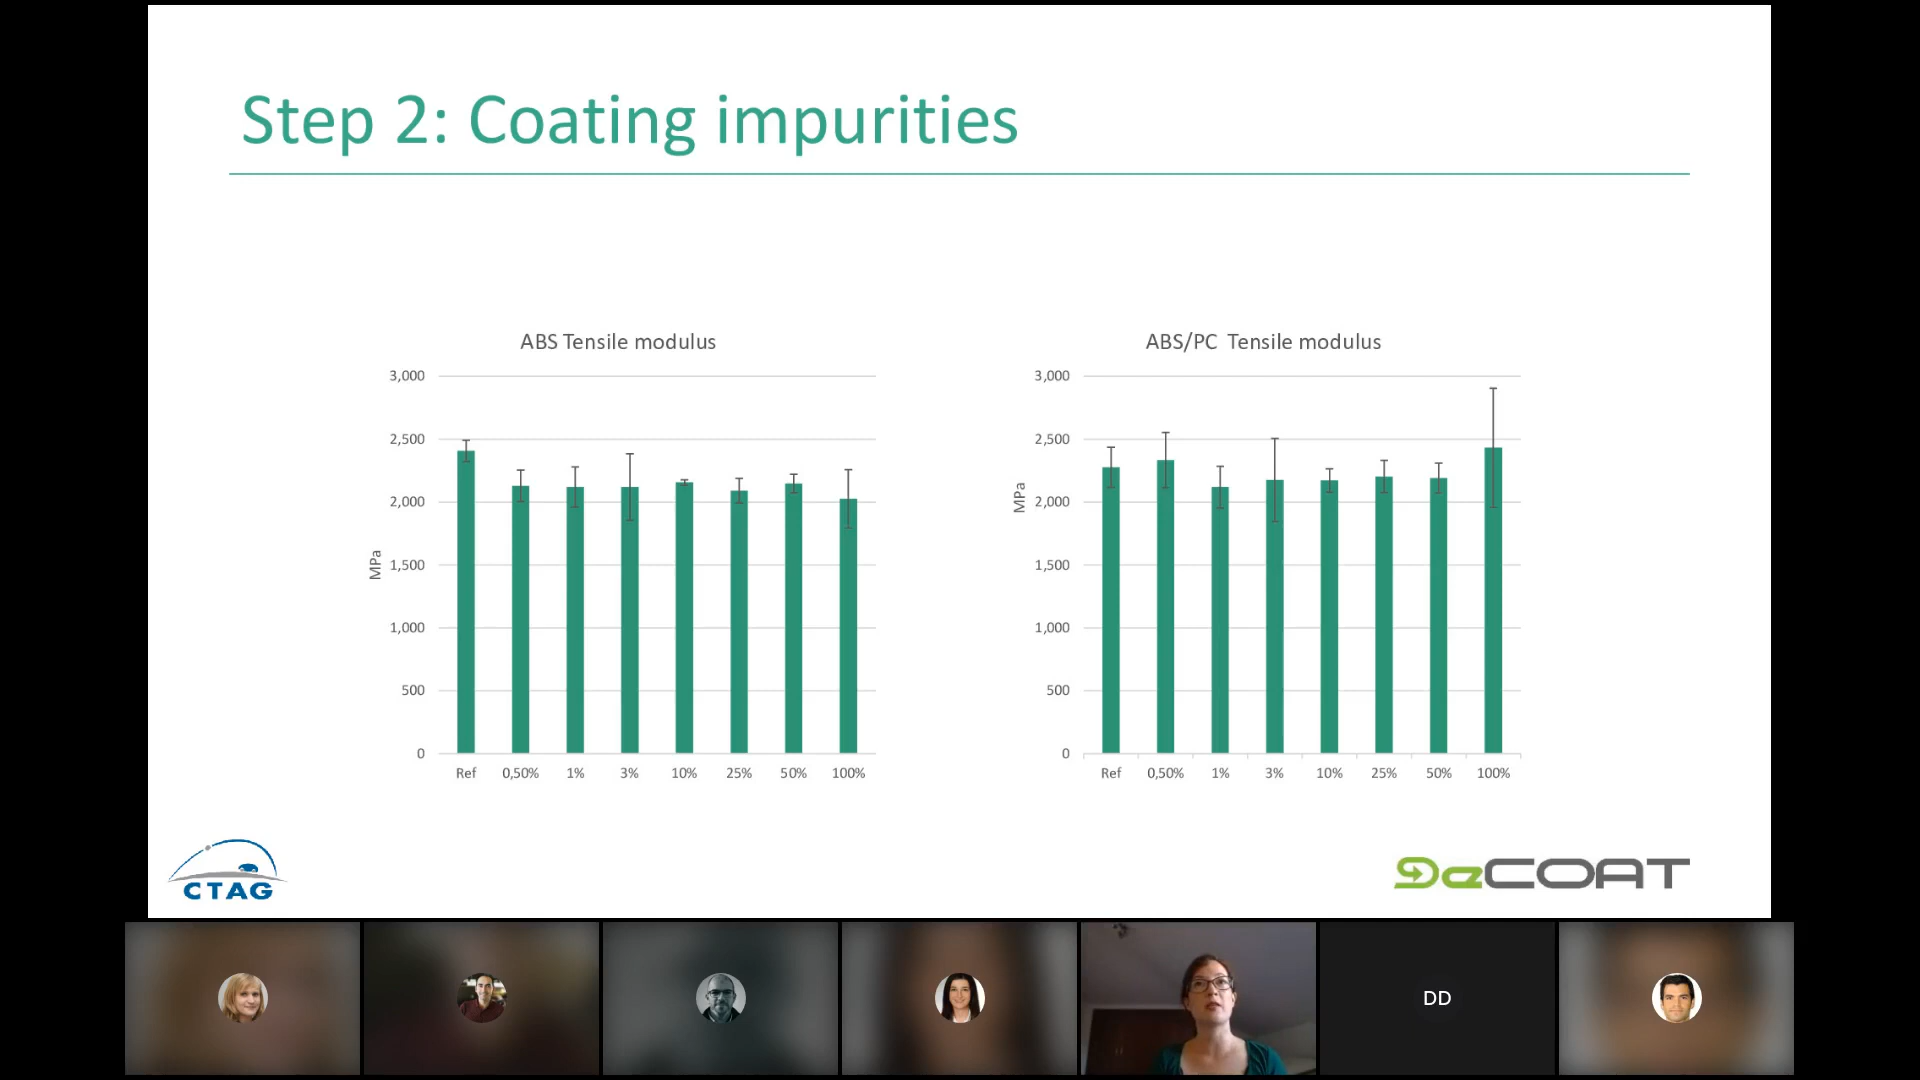 Step 2: Coating impurities
ABS Tensile modulus
3,000
2,500
2,000
1,500
1,000
500
0
MPa
Ref 0,50% 1% 3% 10% 25% 50% 100%
ABS/PC Tensile modulus
3,000
2,500
2,000
1,500
1,000
500
0
MPa
Ref 0,50% 1% 3% 10% 25% 50% 100%
CTAG
DeCOAT
DD